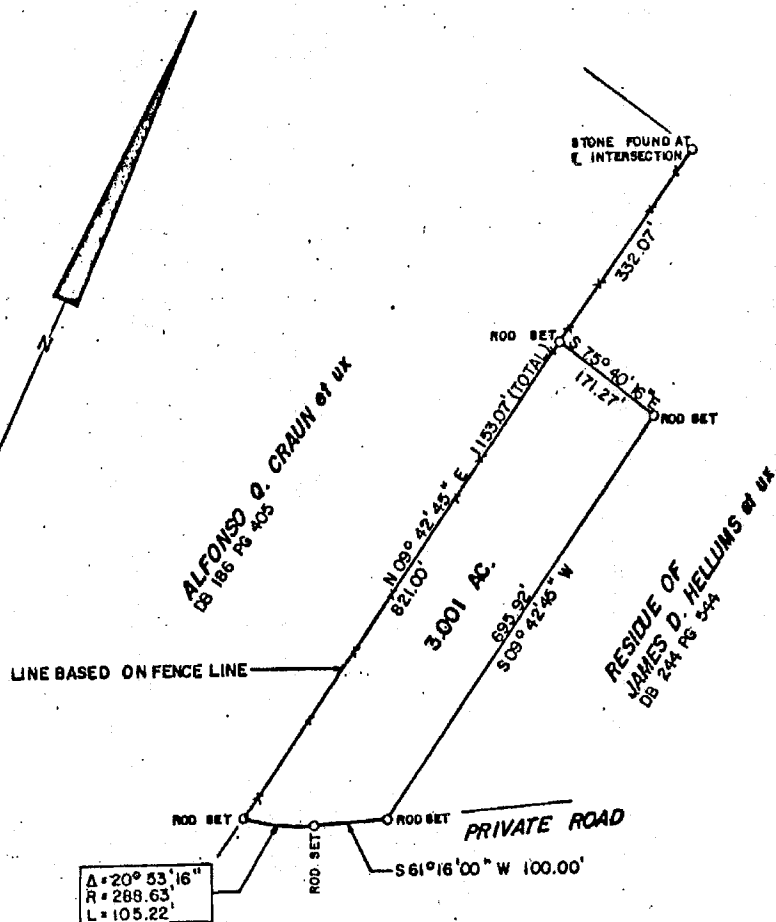 STONE FOUND AT
℄ INTERSECTION
332.07'
ROD SET
S 75° 40' 16" E
171.27'
ROD SET
N
ALFONSO Q. CRAUN et ux
DB 186 PG 405
N 09° 42' 45" E 1153.07' (TOTAL)
821.00'
3.001 AC.
695.92'
S 09° 42' 45" W
RESIDUE OF
JAMES D. HELLUMS et ux
DB 244 PG 544
LINE BASED ON FENCE LINE
ROD SET
ROD SET
ROD SET
PRIVATE ROAD
S 61° 16' 00" W 100.00'
Δ = 20° 53' 16"
R = 288.63'
L = 105.22'